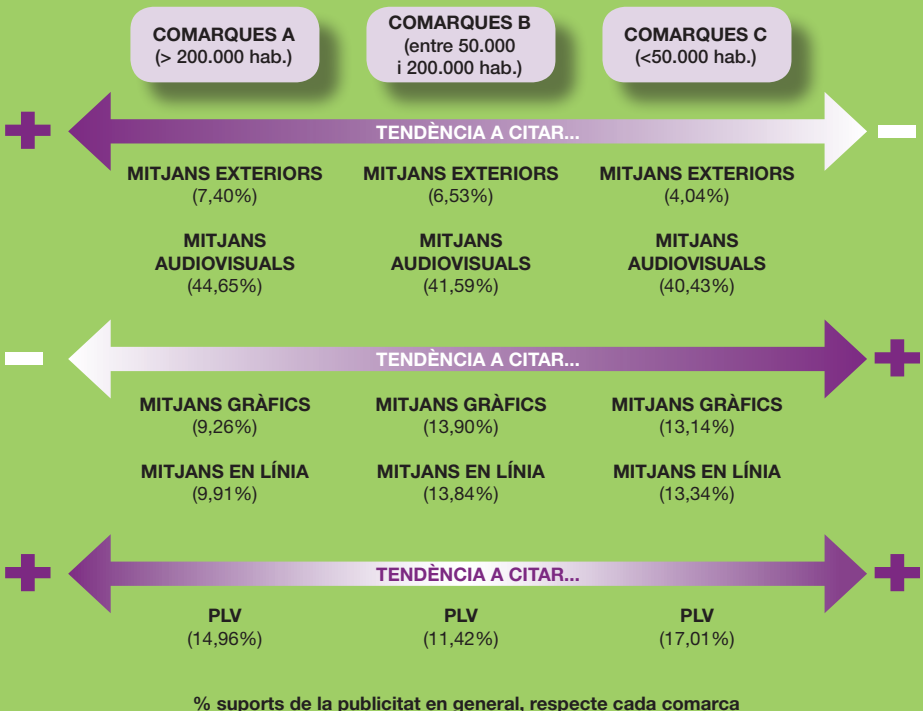 COMARQUES A
(> 200.000 hab.)
COMARQUES B
(entre 50.000
i 200.000 hab.)
COMARQUES C
(<50.000 hab.)
+
TENDÈNCIA A CITAR...
–
MITJANS EXTERIORS
(7,40%)
MITJANS EXTERIORS
(6,53%)
MITJANS EXTERIORS
(4,04%)
MITJANS
AUDIOVISUALS
(44,65%)
MITJANS
AUDIOVISUALS
(41,59%)
MITJANS
AUDIOVISUALS
(40,43%)
–
TENDÈNCIA A CITAR...
+
MITJANS GRÀFICS
(9,26%)
MITJANS GRÀFICS
(13,90%)
MITJANS GRÀFICS
(13,14%)
MITJANS EN LÍNIA
(9,91%)
MITJANS EN LÍNIA
(13,84%)
MITJANS EN LÍNIA
(13,34%)
+
TENDÈNCIA A CITAR...
+
PLV
(14,96%)
PLV
(11,42%)
PLV
(17,01%)
% suports de la publicitat en general, respecte cada comarca